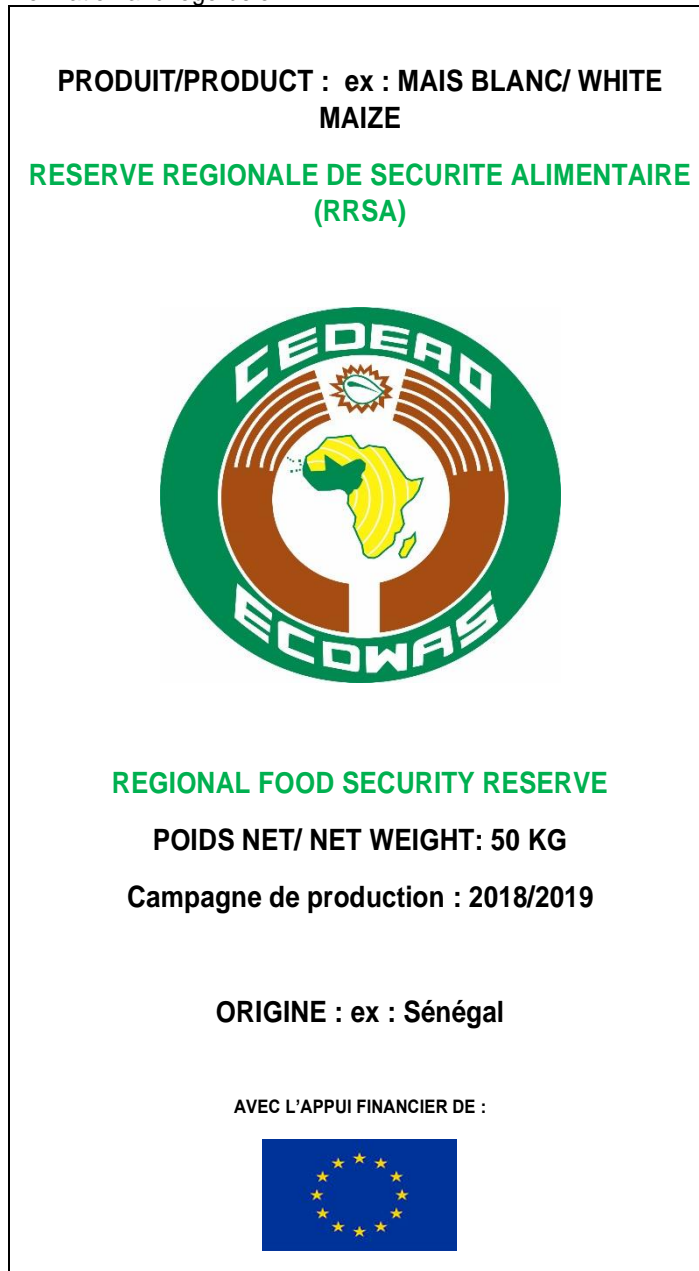 PRODUIT/PRODUCT : ex : MAIS BLANC/ WHITE
MAIZE
RESERVE REGIONALE DE SECURITE ALIMENTAIRE
(RRSA)
CEDEAO
ECOWAS
REGIONAL FOOD SECURITY RESERVE
POIDS NET/ NET WEIGHT: 50 KG
Campagne de production : 2018/2019
ORIGINE : ex : Sénégal
AVEC L’APPUI FINANCIER DE :